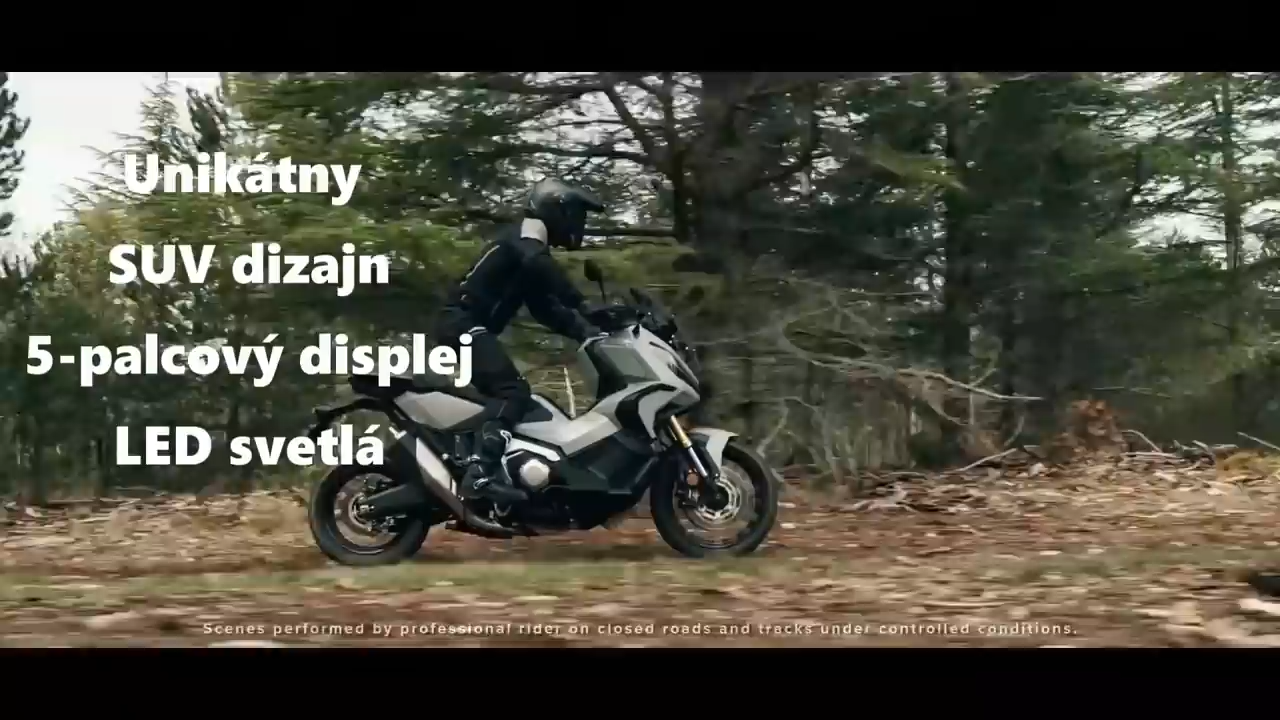 Unikátny
SUV dizajn
5-palcový displej
LED svetlá
Scenes performed by professional rider on closed roads and tracks under controlled conditions.